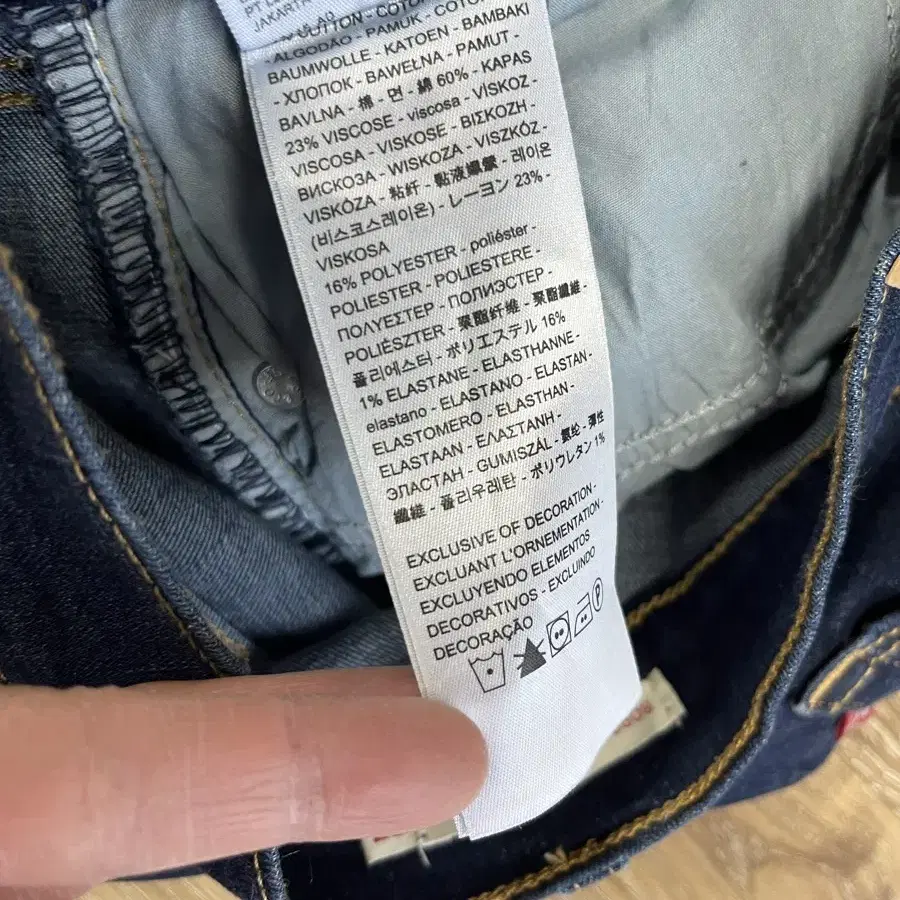 JAKARTA
COTTON - COTO
- ALGODÃO - PAMUK - COTO
BAUMWOLLE - KATOEN - BAMBAKI
- ХЛОПОК - BAWEŁNA - PAMUT -
BAVLNA - 棉 - 면 - 綿 60% - KAPAS
23% VISCOSE - viscosa - VISKOZ -
VISCOSA - VISKOSE - ΒΙΣΚΟΖΗ -
ВИСКОЗА - WISKOZA - VISZKÓZ -
VISKÓZA - 粘纤 - 黏液纖縈 - 레이온
(비스코스레이온) - レーヨン 23% -
VISKOSA
16% POLYESTER - poliéster -
POLIESTER - POLIESTERE -
ΠΟΛΥΕΣΤΕΡ - ПОЛИЭСТЕР -
POLIÉSZTER - 聚酯纤维 - 聚酯纖維 -
폴리에스터 - ポリエステル 16%
1% ELASTANE - ELASTHANNE -
elastano - ELASTANO - ELASTAN -
ELASTOMERO - ELASTHAN -
ELASTAAN - ΕΛΑΣΤΑΝΗ -
ЭЛАСТАН - GUMISZÁL - 氨纶 - 彈性
纖維 - 폴리우레탄 - ポリウレタン 1%
EXCLUSIVE OF DECORATION -
EXCLUANT L'ORNEMENTATION -
EXCLUYENDO ELEMENTOS
DECORATIVOS - EXCLUINDO
DECORAÇÃO
P